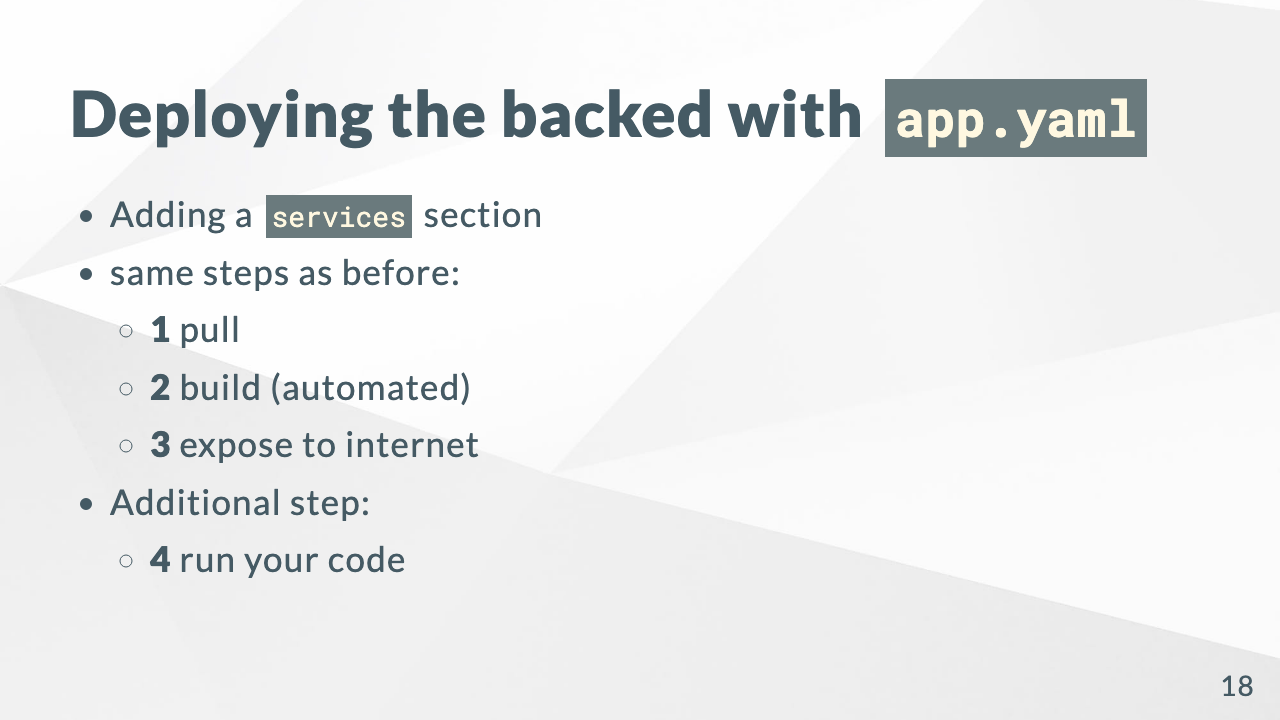 Deploying the backed with app.yaml
Adding a services section
same steps as before:
1 pull
2 build (automated)
3 expose to internet
Additional step:
4 run your code
18